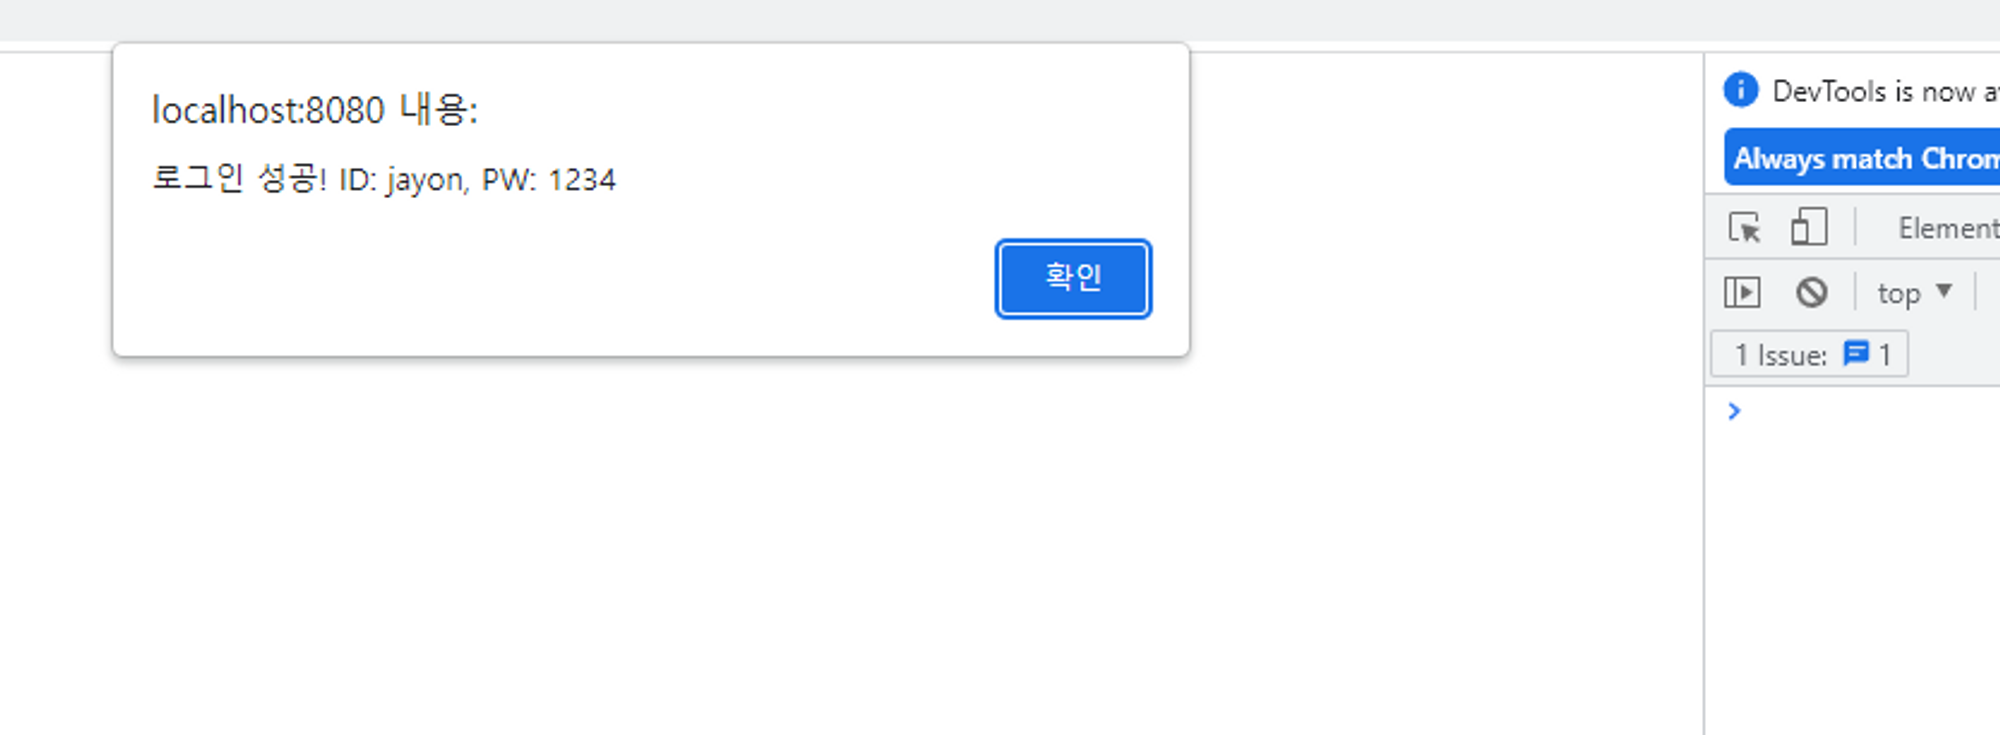 localhost:8080 내용:
로그인 성공! ID: jayon, PW: 1234
확인
DevTools is now
Always match Chrom
Element
top
1 Issue: 1